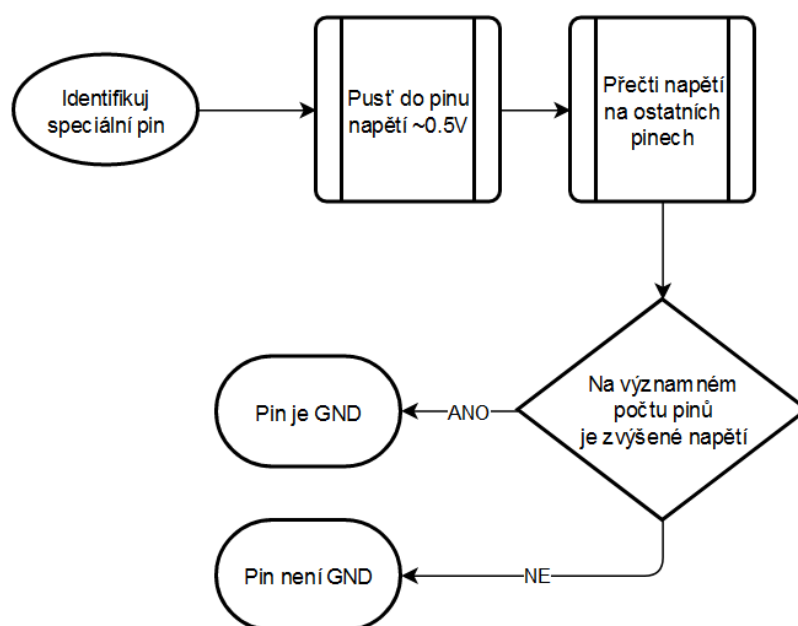 Identifikuj
speciální pin
Pusť do pinu
napětí ~0.5V
Přečti napětí
na ostatních
pinech
Na významném
počtu pinů
je zvýšené napětí
ANO
Pin je GND
NE
Pin není GND